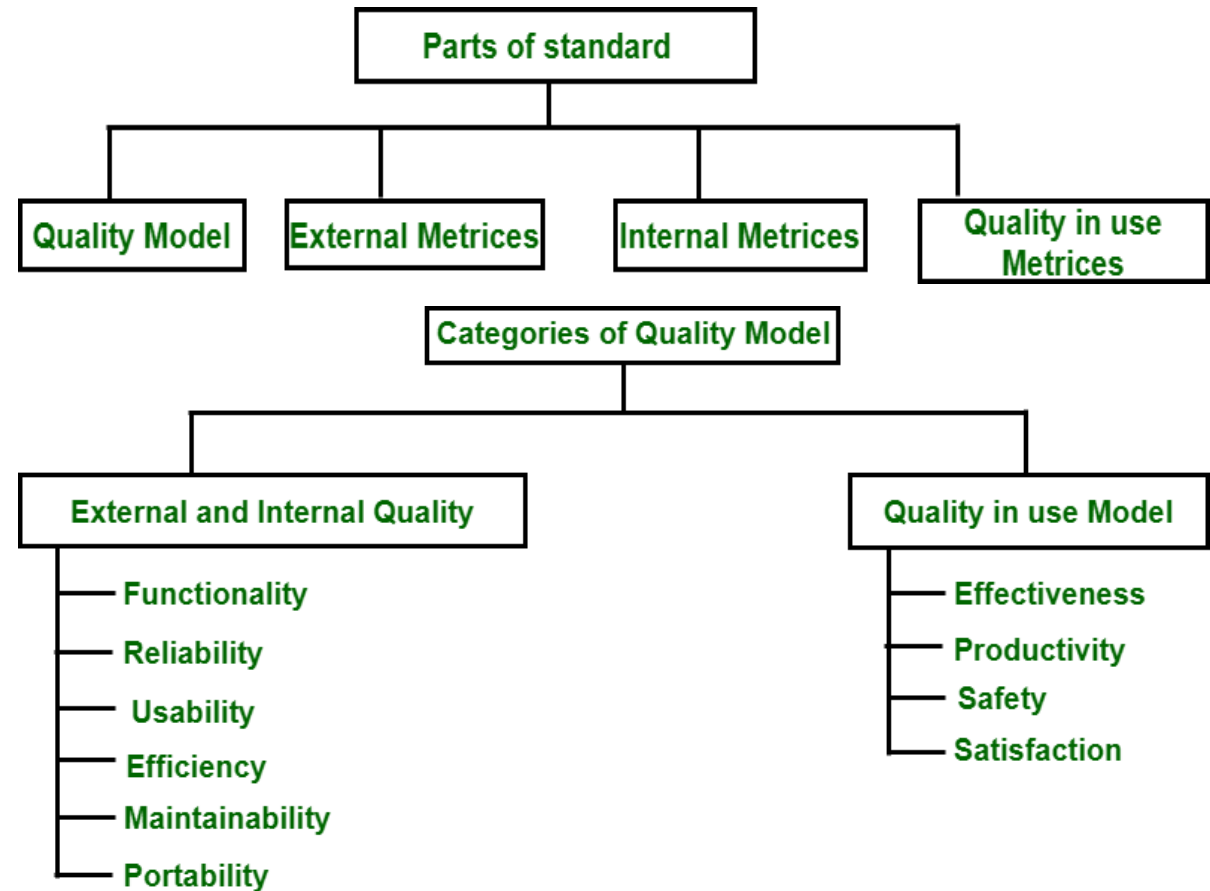 Parts of standard
Quality Model
External Metrices
Internal Metrices
Quality in use
Metrices
Categories of Quality Model
External and Internal Quality
Functionality
Reliability
Usability
Efficiency
Maintainability
Portability
Quality in use Model
Effectiveness
Productivity
Safety
Satisfaction